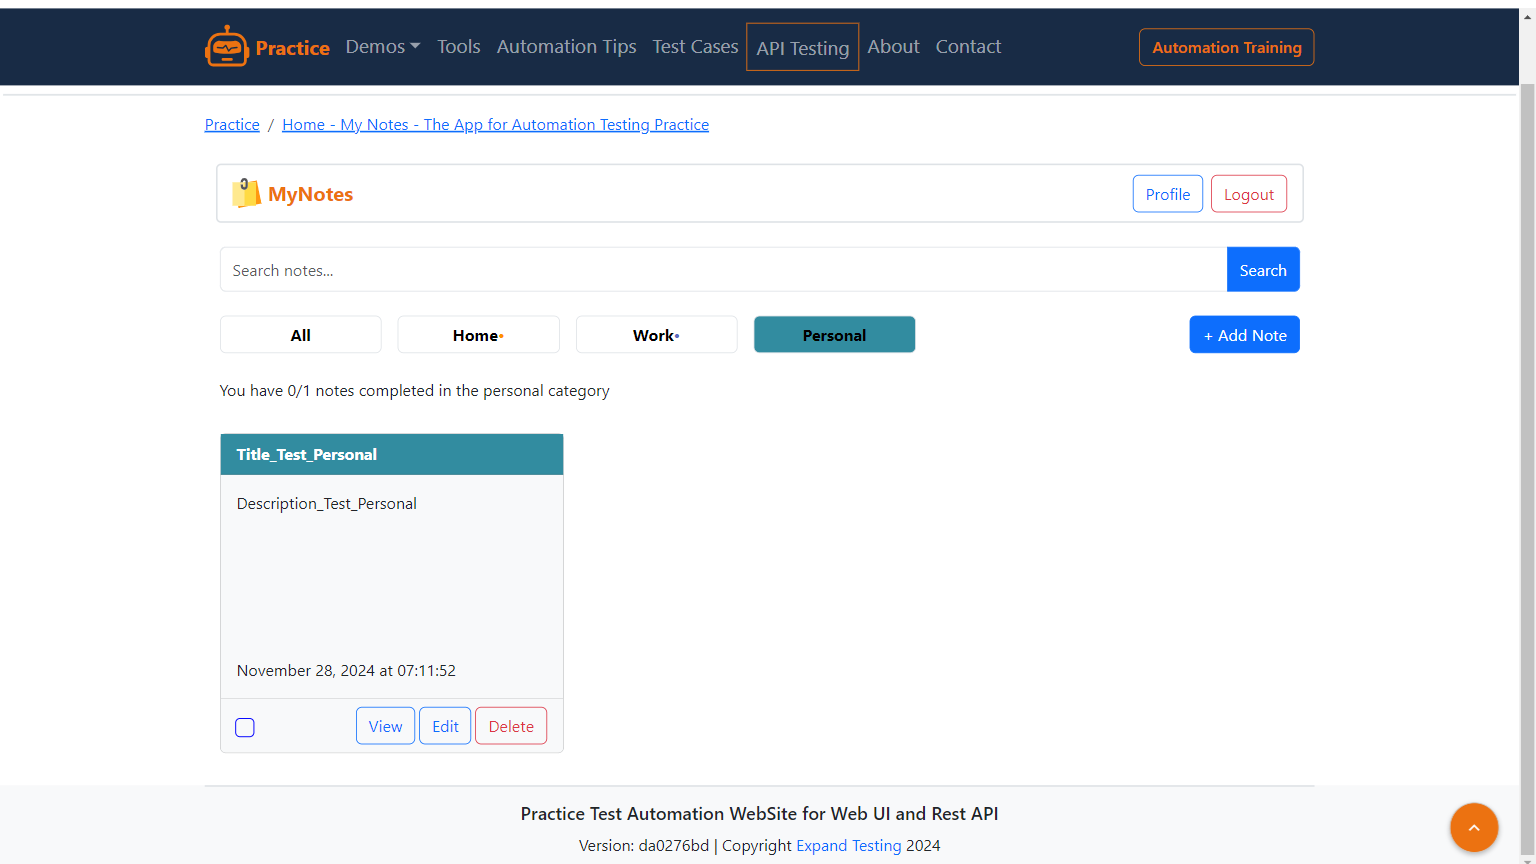 Practice Demos Tools Automation Tips Test Cases API Testing About Contact Automation Training
Practice / Home - My Notes - The App for Automation Testing Practice
MyNotes Profile Logout
Search notes... Search
All Home• Work• Personal + Add Note
You have 0/1 notes completed in the personal category
Title_Test_Personal
Description_Test_Personal
November 28, 2024 at 07:11:52
View Edit Delete
Practice Test Automation WebSite for Web UI and Rest API
Version: da0276bd | Copyright Expand Testing 2024